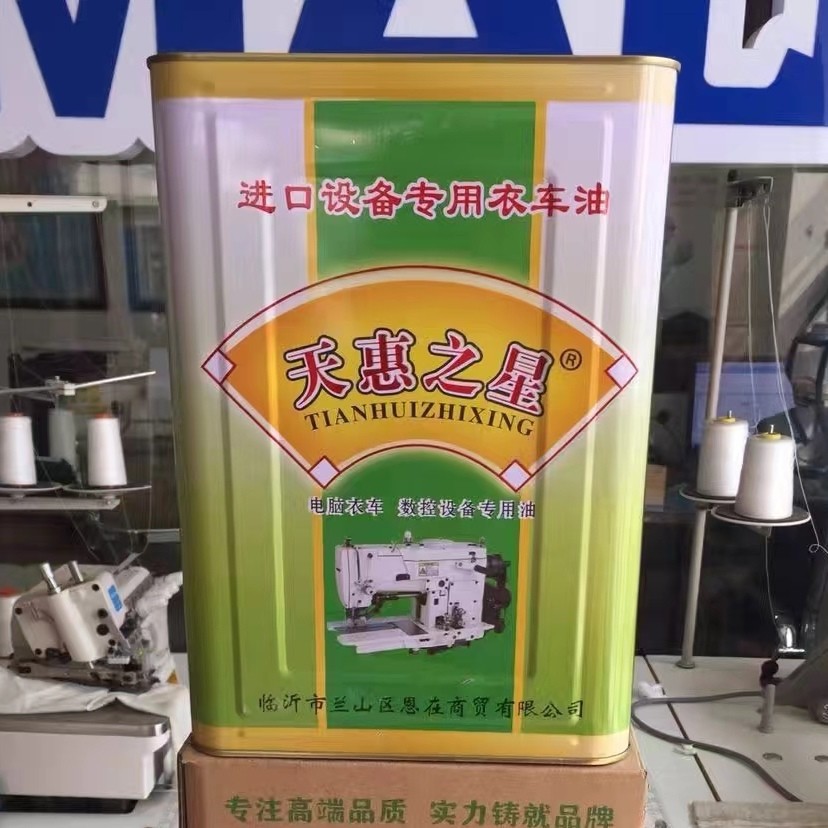 进口设备专用衣车油
天惠之星®
TIANHUIZHIXING
电脑衣车 数控设备专用油
临沂市兰山区恩在商贸有限公司
专注高端品质 实力铸就品牌